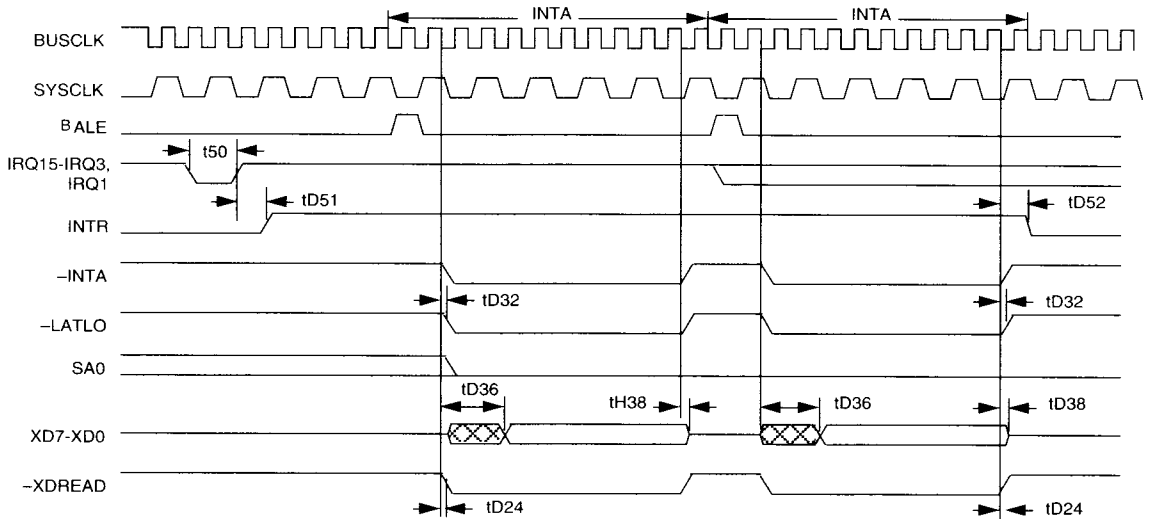 INTA INTA
BUSCLK
SYSCLK
BALE
t50
IRQ15-IRQ3,
IRQ1
tD51 tD52
INTR
–INTA
tD32 tD32
–LATLO
SA0
tD36 tH38 tD36 tD38
XD7-XD0
–XDREAD
tD24 tD24